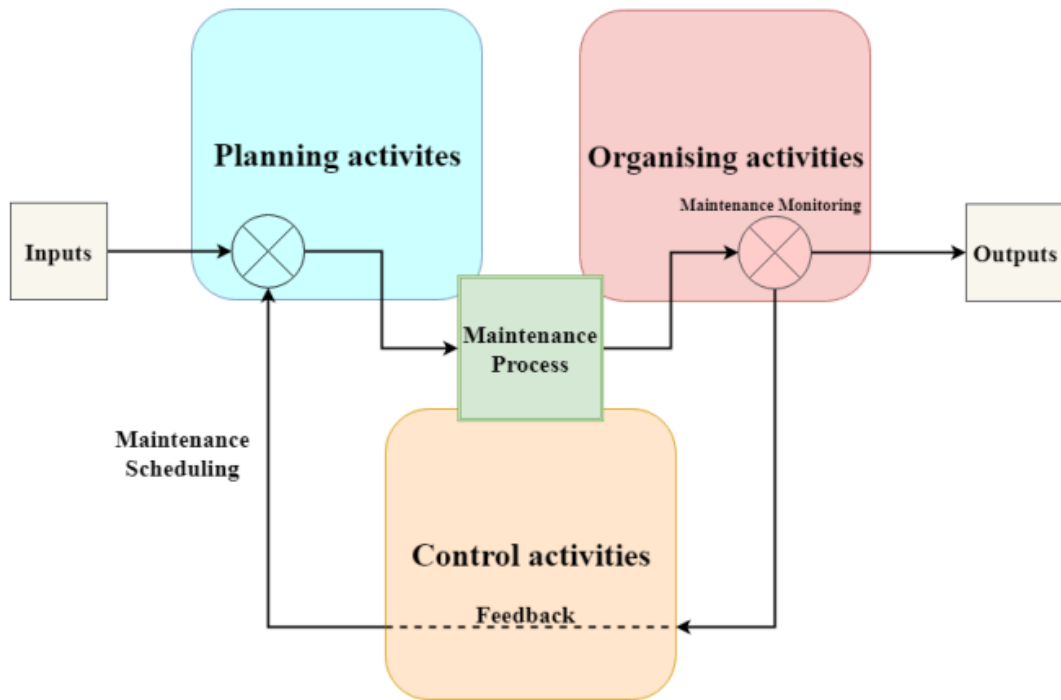 Planning activites
Organising activities
Maintenance Monitoring
Inputs
Outputs
Maintenance
Process
Maintenance
Scheduling
Control activities
Feedback